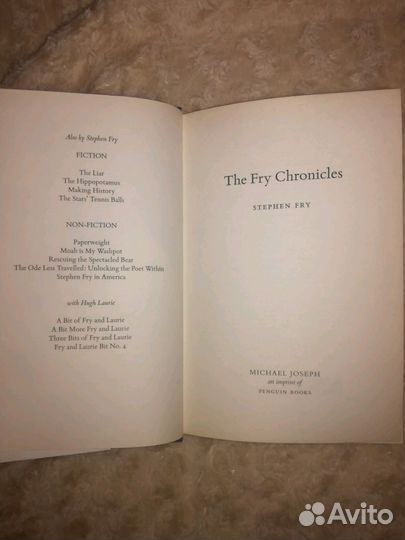 Also by Stephen Fry
FICTION
The Liar
The Hippopotamus
Making History
The Stars' Tennis Balls
NON-FICTION
Paperweight
Moab is My Washpot
Rescuing the Spectacled Bear
The Ode Less Travelled: Unlocking the Poet Within
Stephen Fry in America
with Hugh Laurie
A Bit of Fry and Laurie
A Bit More Fry and Laurie
Three Bits of Fry and Laurie
Fry and Laurie Bit No. 4
The Fry Chronicles
STEPHEN FRY
MICHAEL JOSEPH
an imprint of
PENGUIN BOOKS
Avito